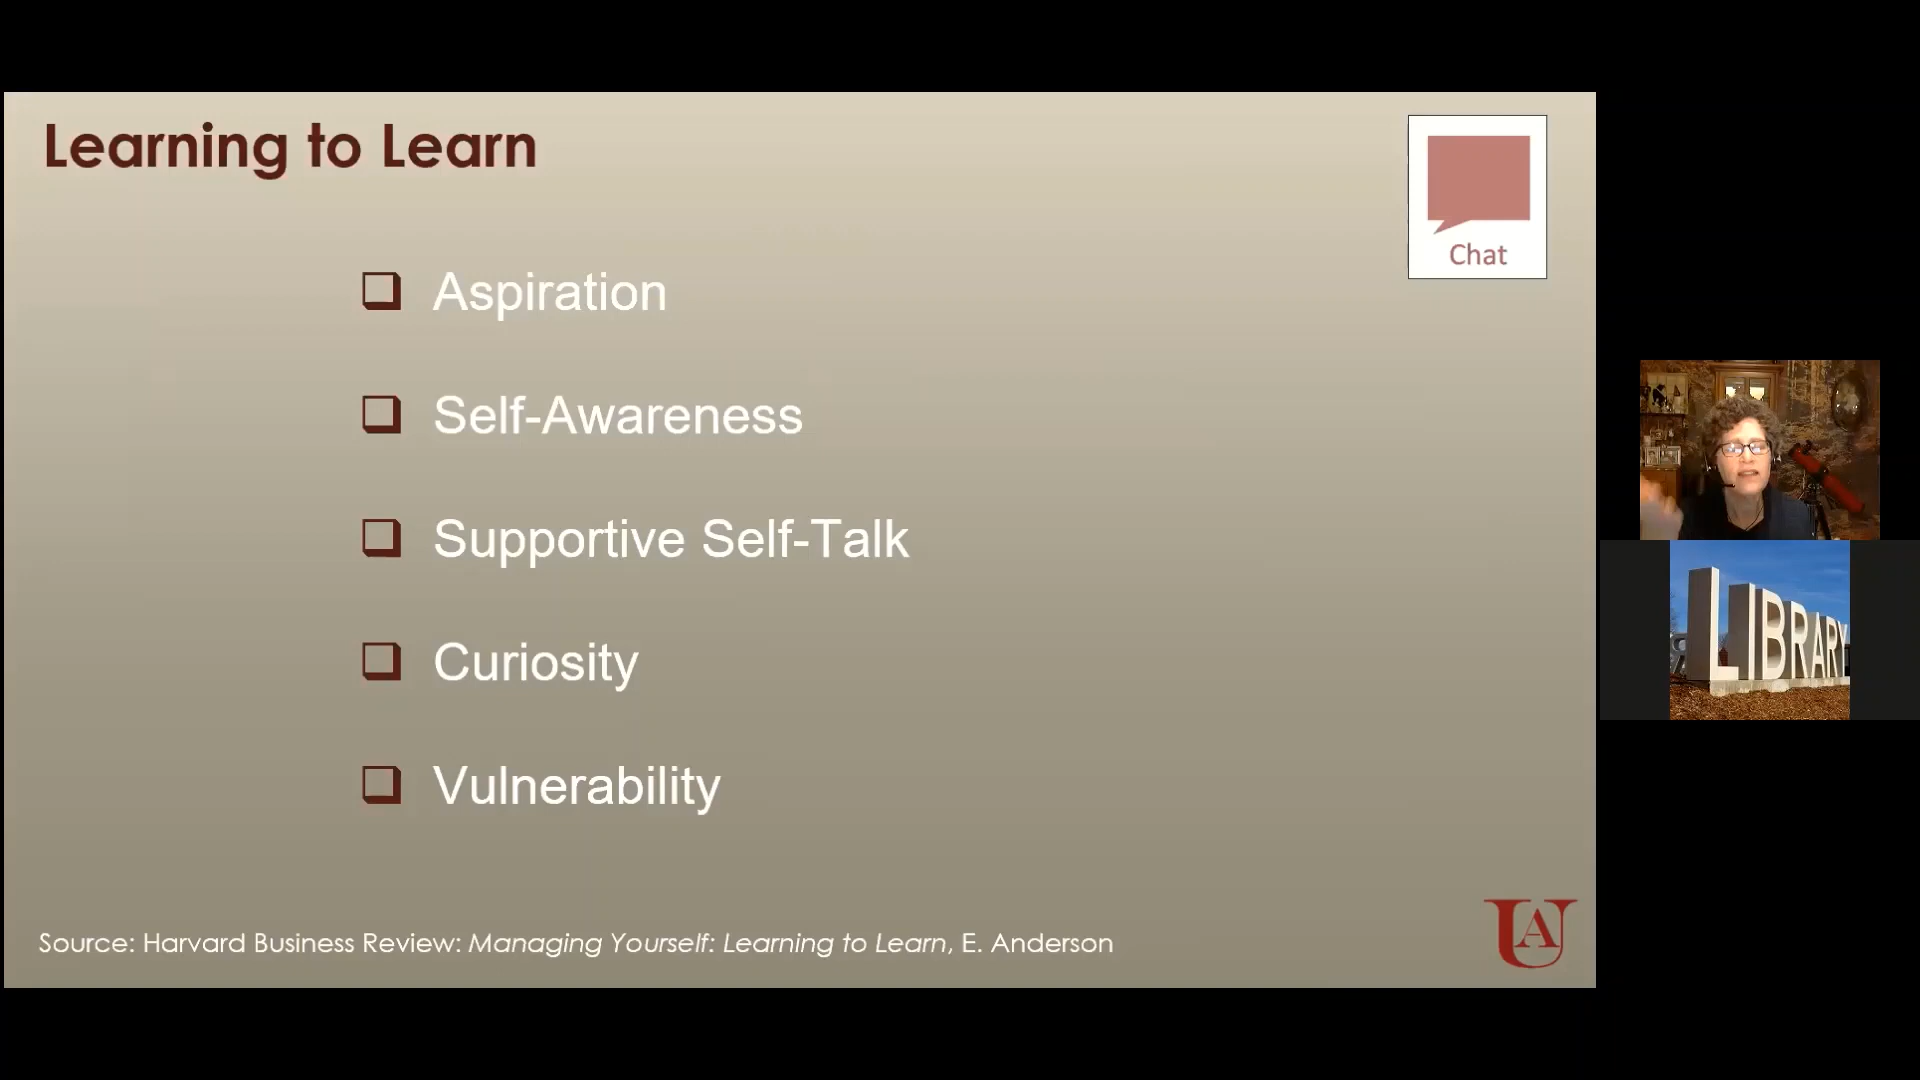 Learning to Learn
Chat
Aspiration
Self-Awareness
Supportive Self-Talk
Curiosity
Vulnerability
Source: Harvard Business Review: Managing Yourself: Learning to Learn, E. Anderson
UA
LIBRARY